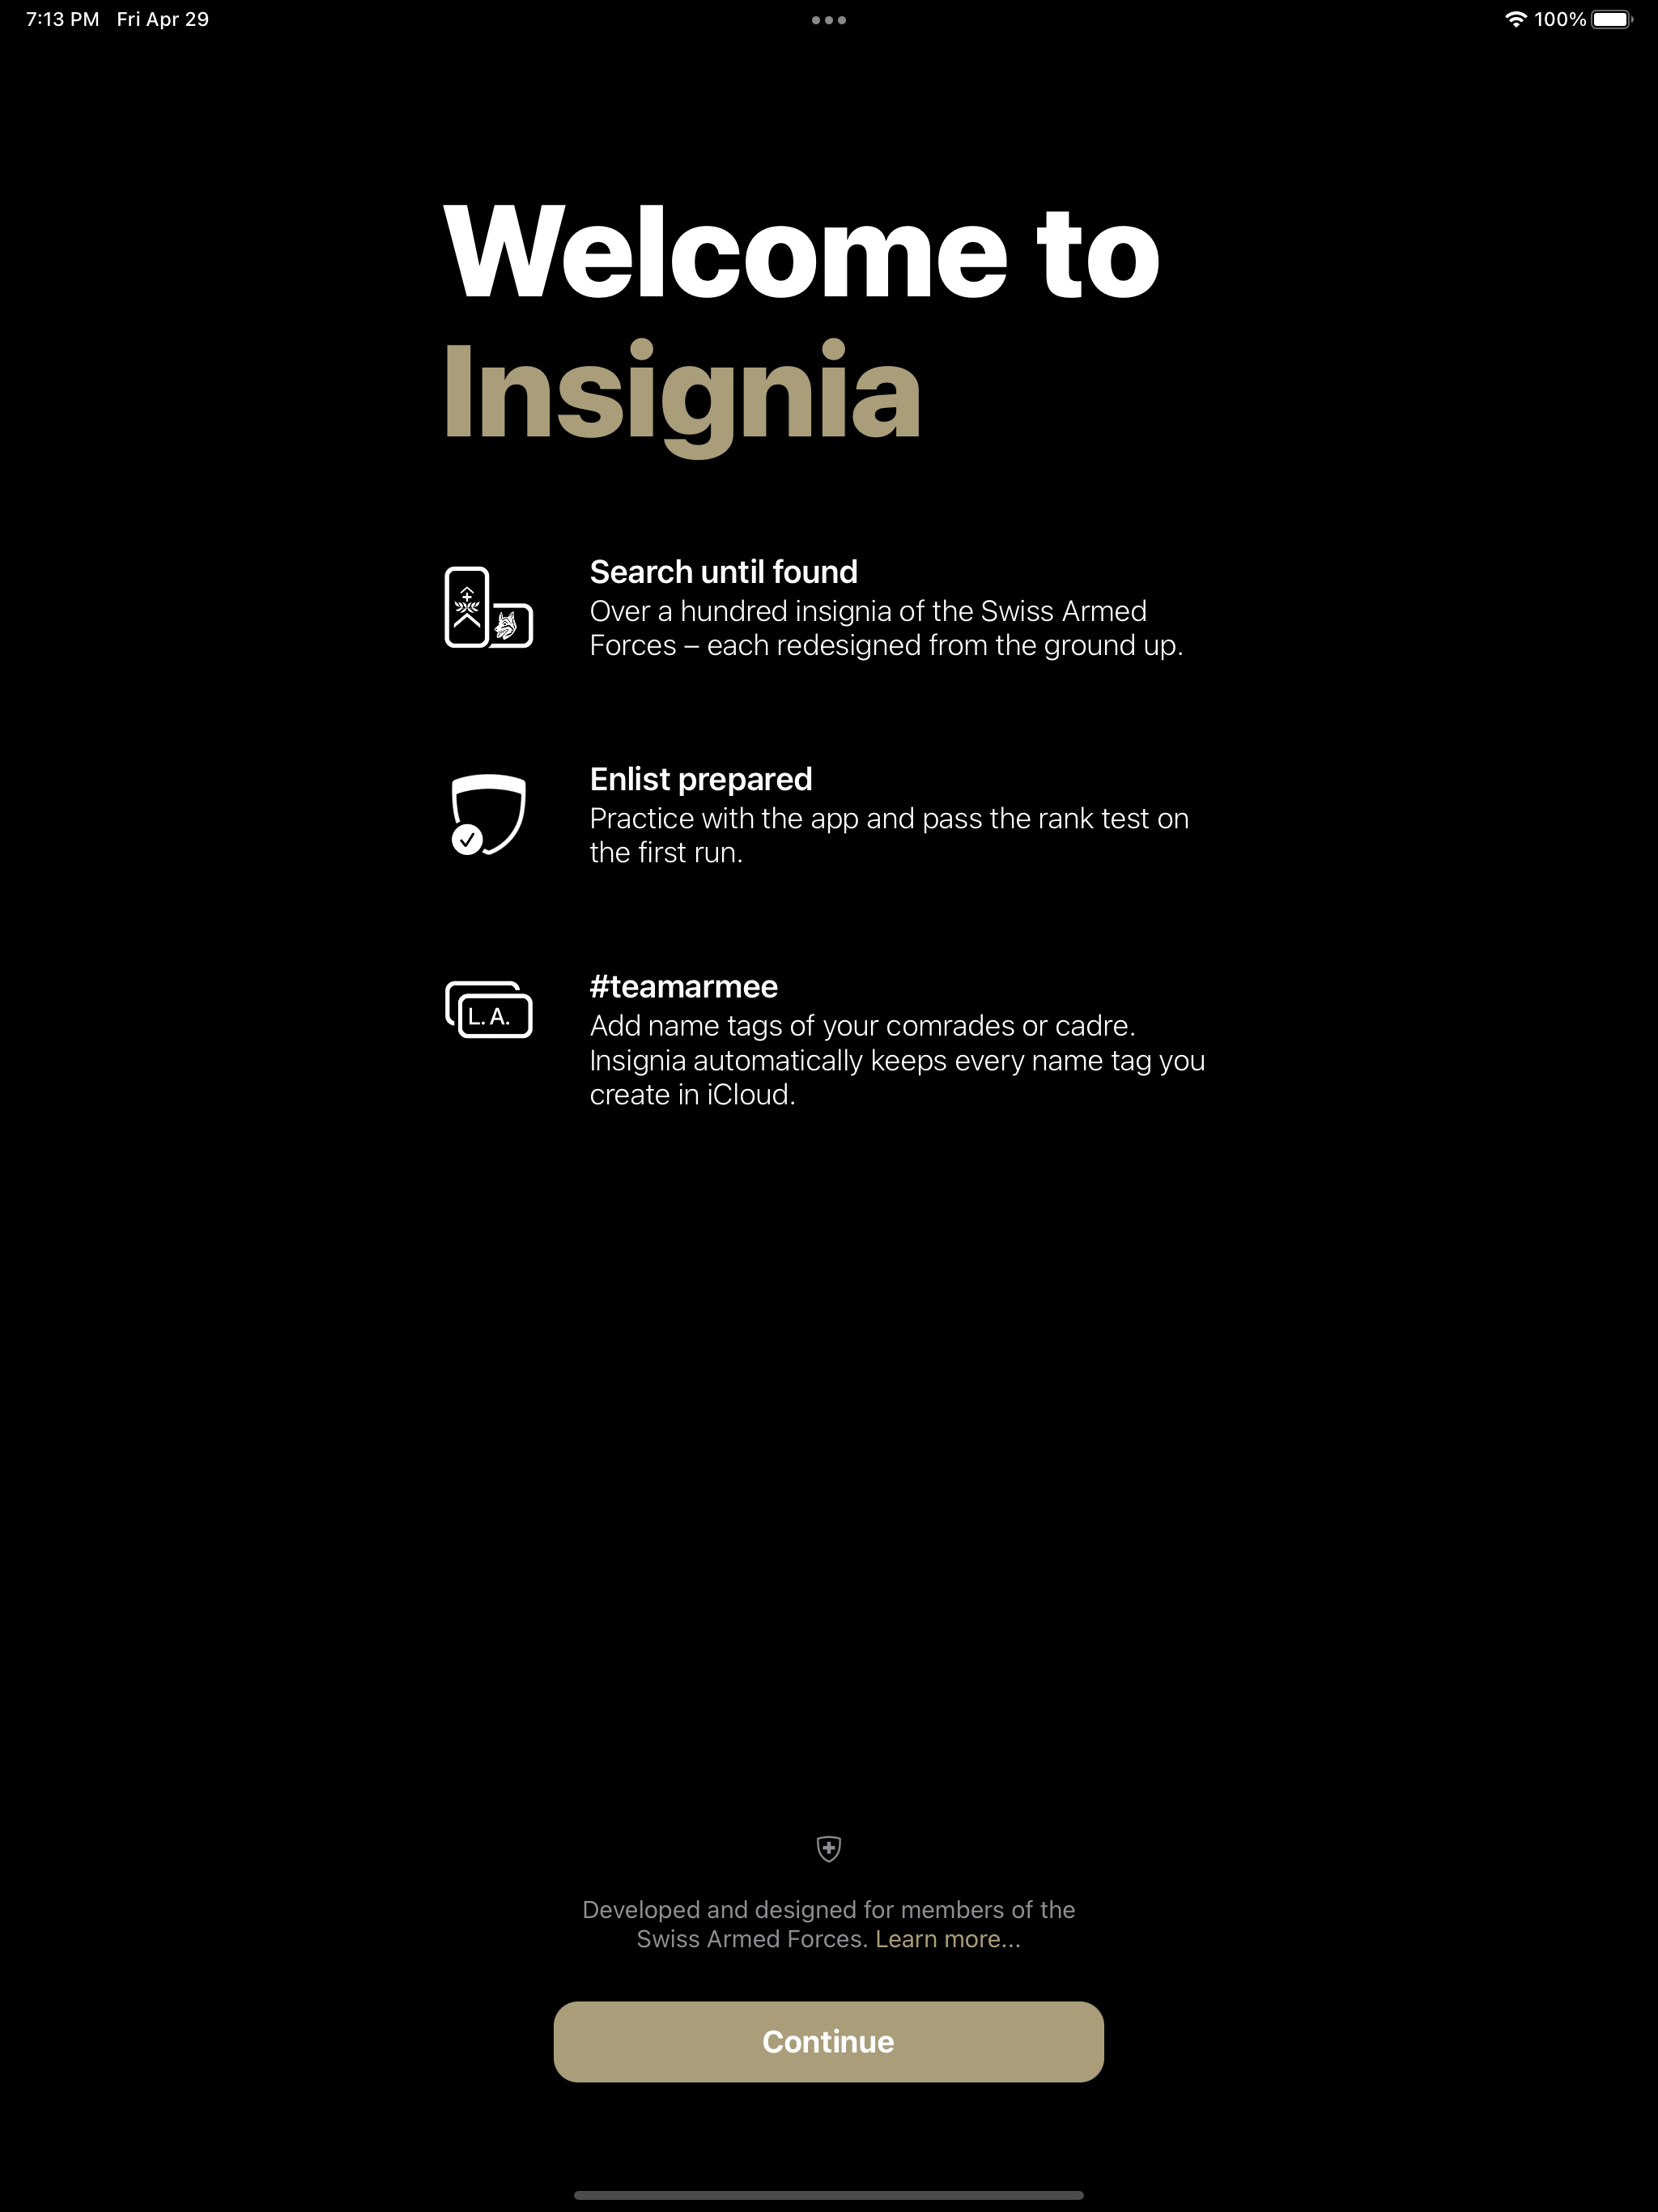 7:13 PM Fri Apr 29
100%
Welcome to
Insignia
Search until found
Over a hundred insignia of the Swiss Armed
Forces – each redesigned from the ground up.
Enlist prepared
Practice with the app and pass the rank test on
the first run.
L. A.
#teamarmee
Add name tags of your comrades or cadre.
Insignia automatically keeps every name tag you
create in iCloud.
Developed and designed for members of the
Swiss Armed Forces. Learn more...
Continue